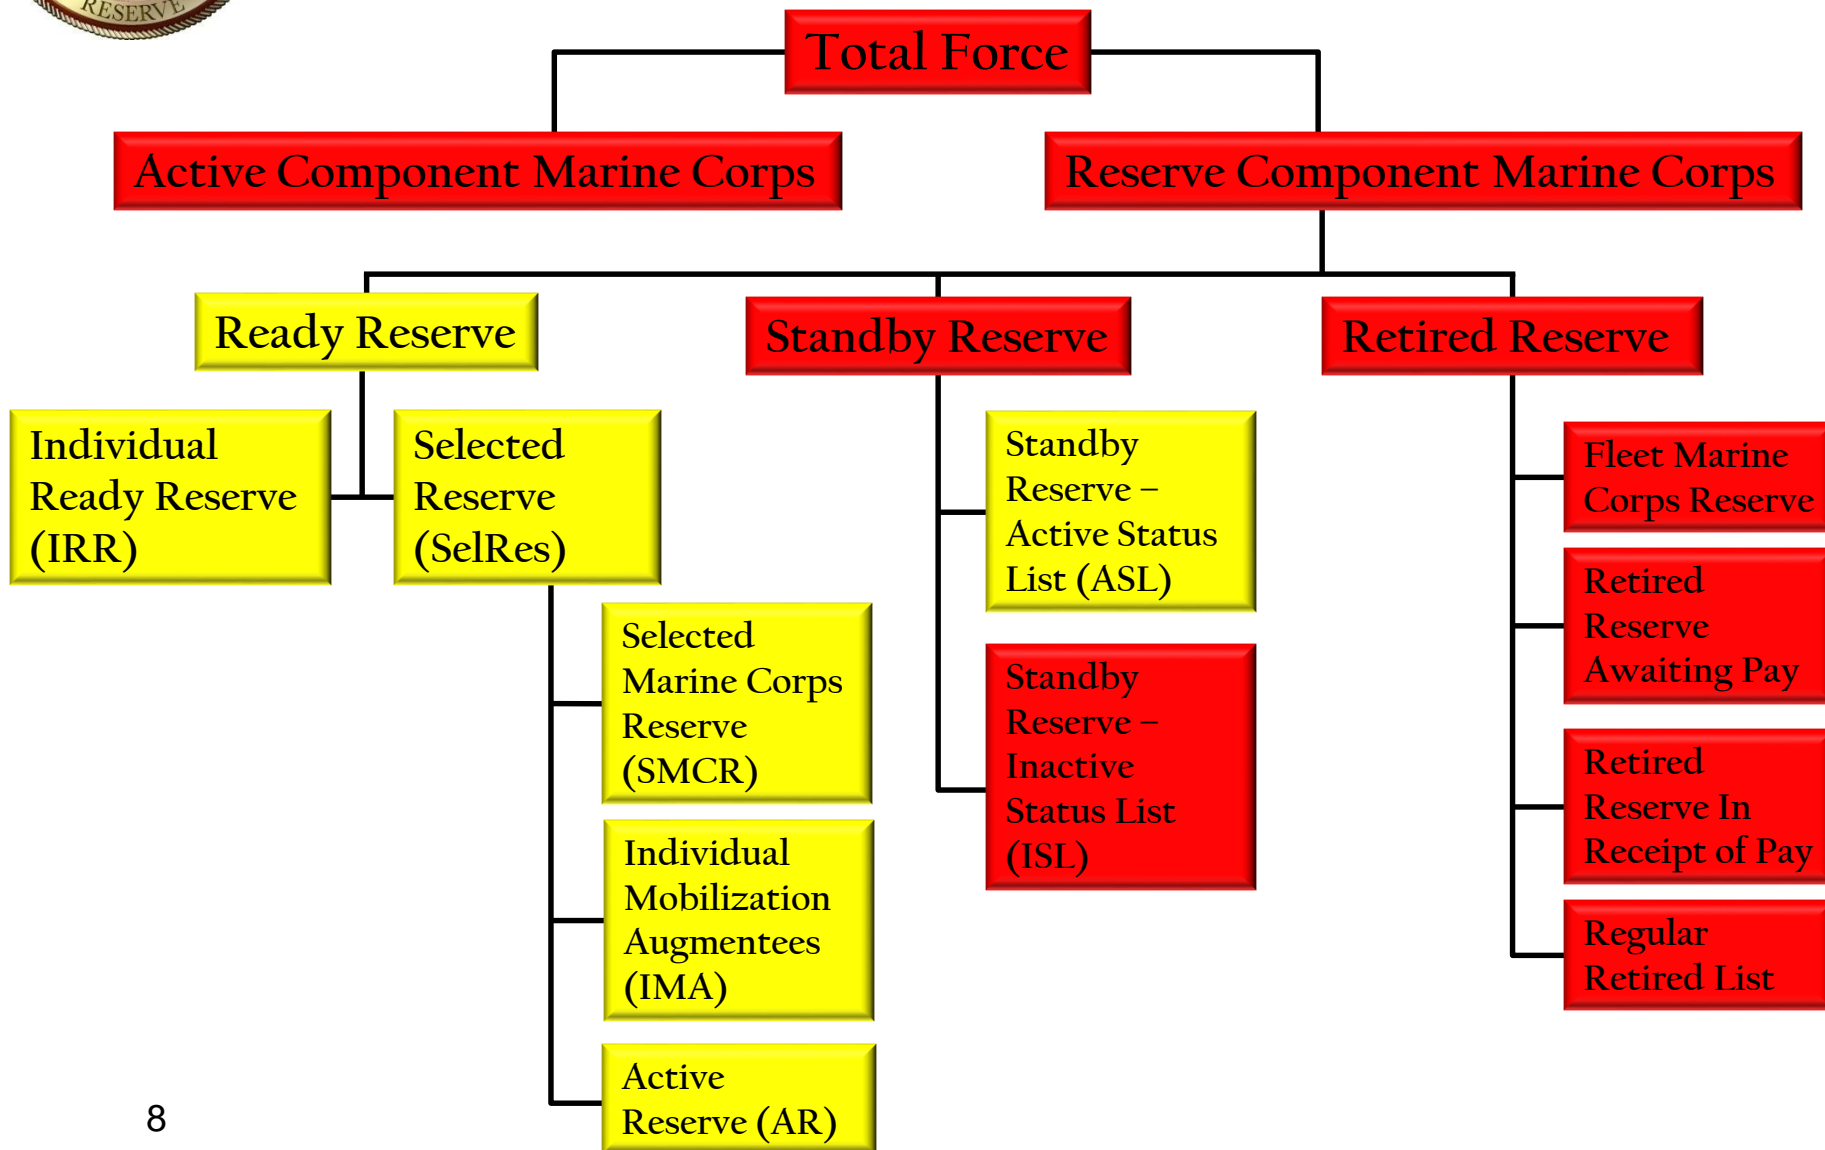 RESERVE
Total Force
Active Component Marine Corps
Reserve Component Marine Corps
Ready Reserve
Standby Reserve
Retired Reserve
Individual
Ready Reserve
(IRR)
Selected
Reserve
(SelRes)
Selected
Marine Corps
Reserve
(SMCR)
Individual
Mobilization
Augmentees
(IMA)
Active
Reserve (AR)
Standby
Reserve –
Active Status
List (ASL)
Standby
Reserve –
Inactive
Status List
(ISL)
Fleet Marine
Corps Reserve
Retired
Reserve
Awaiting Pay
Retired
Reserve In
Receipt of Pay
Regular
Retired List
8